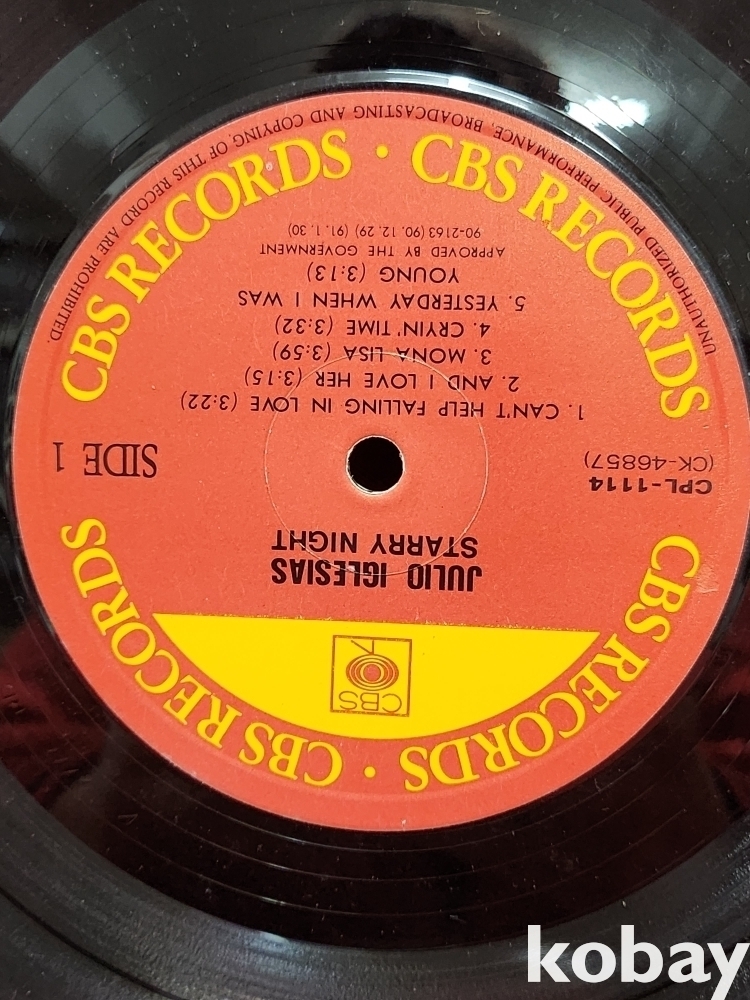 CBS
JULIO IGLESIAS
STARRY NIGHT
CPL-1114
(CK-46857)
SIDE 1
1. CAN'T HELP FALLING IN LOVE (3:22)
2. AND I LOVE HER (3:15)
3. MONA LISA (3:59)
4. CRYIN' TIME (3:32)
5. YESTERDAY WHEN I WAS
YOUNG (3:13)
APPROVED BY THE GOVERNMENT
90-2163 (90. 12. 29) (91. 1. 30)
CBS RECORDS · CBS RECORDS
CBS RECORDS · CBS RECORDS
UNAUTHORIZED PUBLIC PERFORMANCE, BROADCASTING AND COPYING, OF THIS RECORD ARE PROHIBITED.
kobay